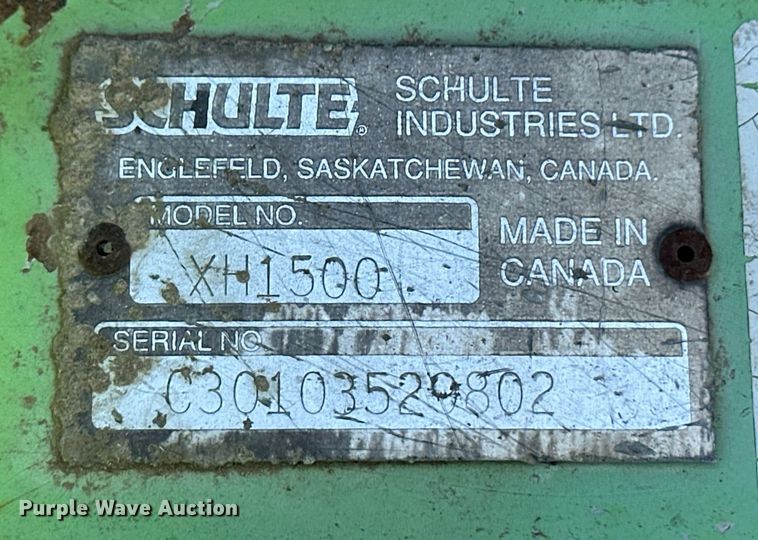 SCHULTE®
SCHULTE
INDUSTRIES LTD.
ENGLEFELD, SASKATCHEWAN, CANADA.
MODEL NO.
XH1500
MADE IN
CANADA
SERIAL NO.
C30103529802
Purple Wave Auction